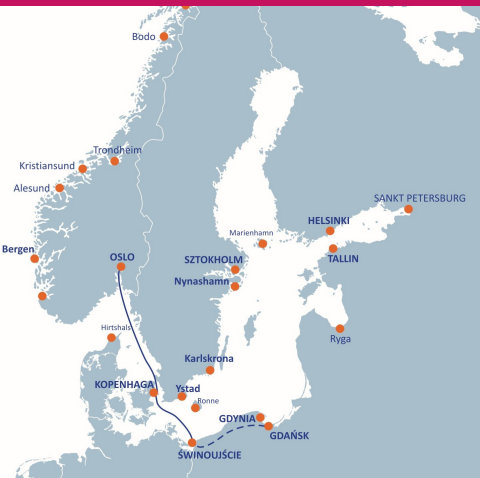 Bodo
Trondheim
Kristiansund
Alesund
SANKT PETERSBURG
HELSINKI
Marienhamn
Bergen
OSLO
SZTOKHOLM
TALLIN
Nynashamn
Hirtshals
Ryga
Karlskrona
KOPENHAGA
Ystad
Ronne
GDYNIA
GDAŃSK
ŚWINOUJŚCIE